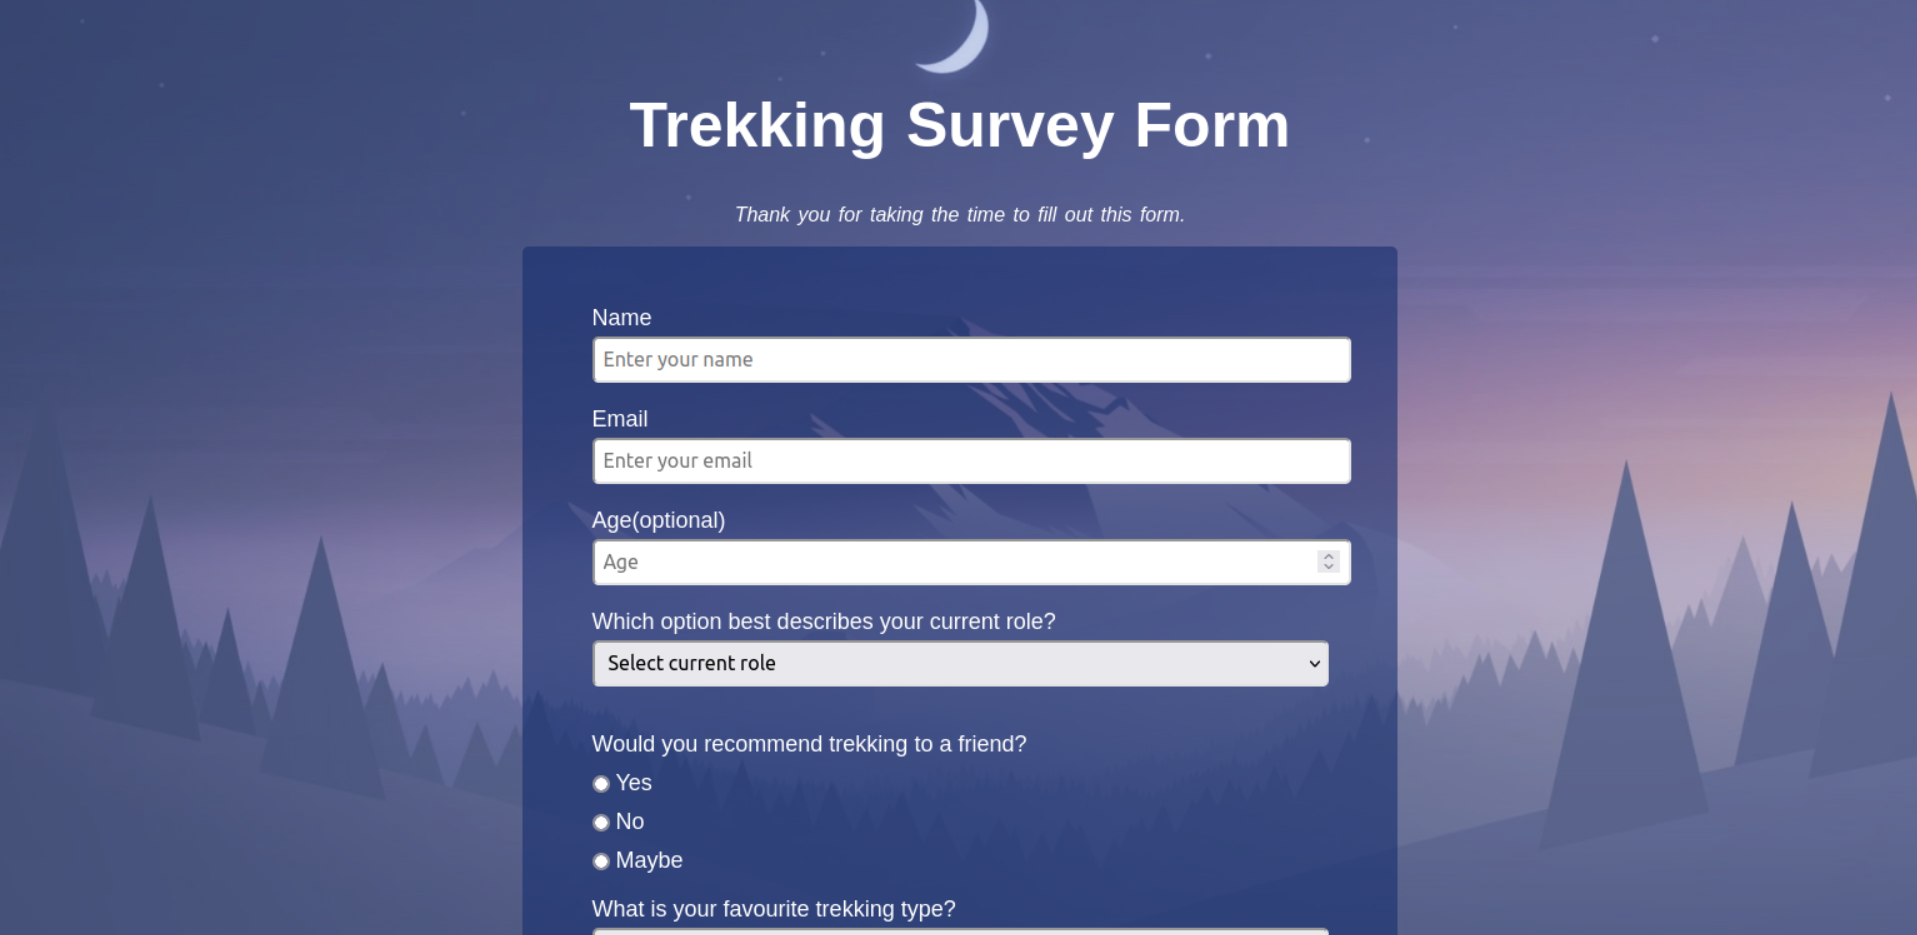 Trekking Survey Form
Thank you for taking the time to fill out this form.
Name
Enter your name
Email
Enter your email
Age(optional)
Age
Which option best describes your current role?
Select current role
Would you recommend trekking to a friend?
Yes
No
Maybe
What is your favourite trekking type?